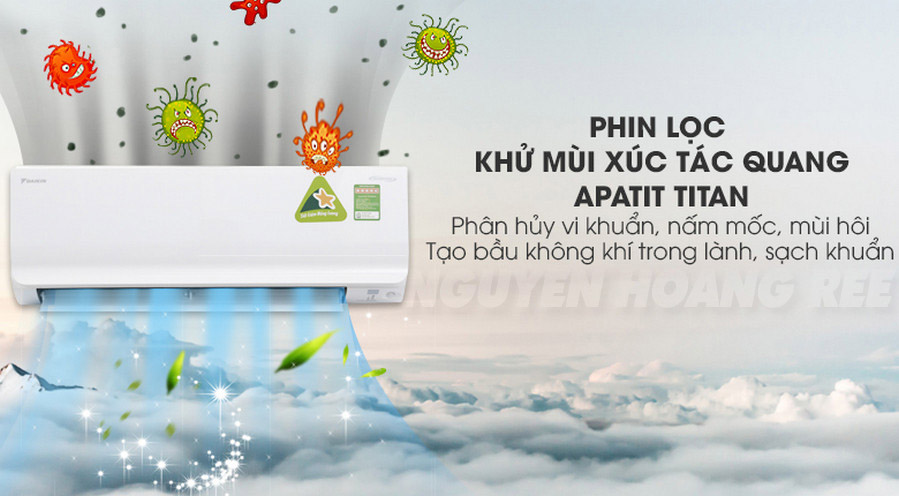 PHIN LỌC
KHỬ MÙI XÚC TÁC QUANG
APATIT TITAN
Phân hủy vi khuẩn, nấm mốc, mùi hôi
Tạo bầu không khí trong lành, sạch khuẩn
NGUYEN HOANG REE
DAIKIN